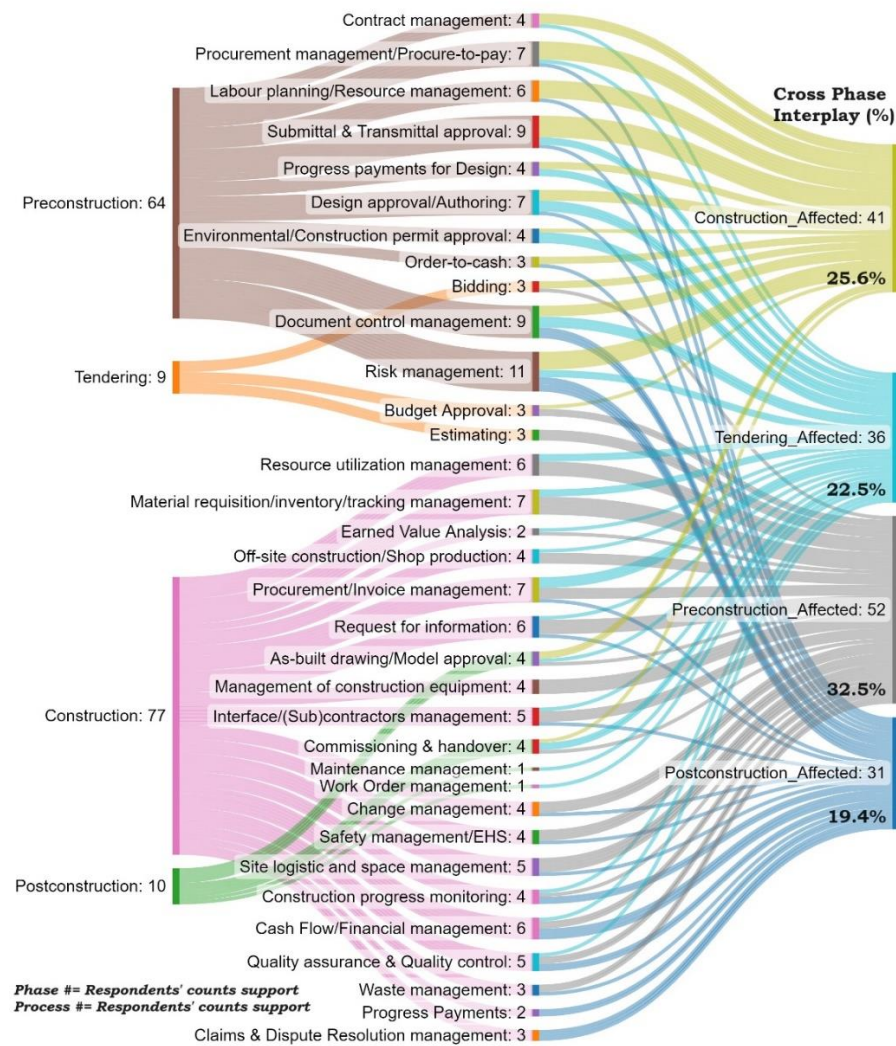 Contract management: 4
Procurement management/Procure-to-pay: 7
Labour planning/Resource management: 6
Cross Phase
Interplay (%)
Submittal & Transmittal approval: 9
Progress payments for Design: 4
Preconstruction: 64
Design approval/Authoring: 7
Construction_Affected: 41
Environmental/Construction permit approval: 4
Order-to-cash: 3
25.6%
Bidding: 3
Document control management: 9
Tendering: 9
Risk management: 11
Budget Approval: 3
Estimating: 3
Tendering_Affected: 36
Resource utilization management: 6
22.5%
Material requisition/inventory/tracking management: 7
Earned Value Analysis: 2
Off-site construction/Shop production: 4
Procurement/Invoice management: 7
Preconstruction_Affected: 52
Request for information: 6
As-built drawing/Model approval: 4
Management of construction equipment: 4
32.5%
Construction: 77
Interface/(Sub)contractors management: 5
Commissioning & handover: 4
Maintenance management: 1
Postconstruction_Affected: 31
Work Order management: 1
Change management: 4
19.4%
Safety management/EHS: 4
Site logistic and space management: 5
Postconstruction: 10
Construction progress monitoring: 4
Cash Flow/Financial management: 6
Quality assurance & Quality control: 5
Phase #= Respondents' counts support
Waste management: 3
Process #= Respondents' counts support
Progress Payments: 2
Claims & Dispute Resolution management: 3